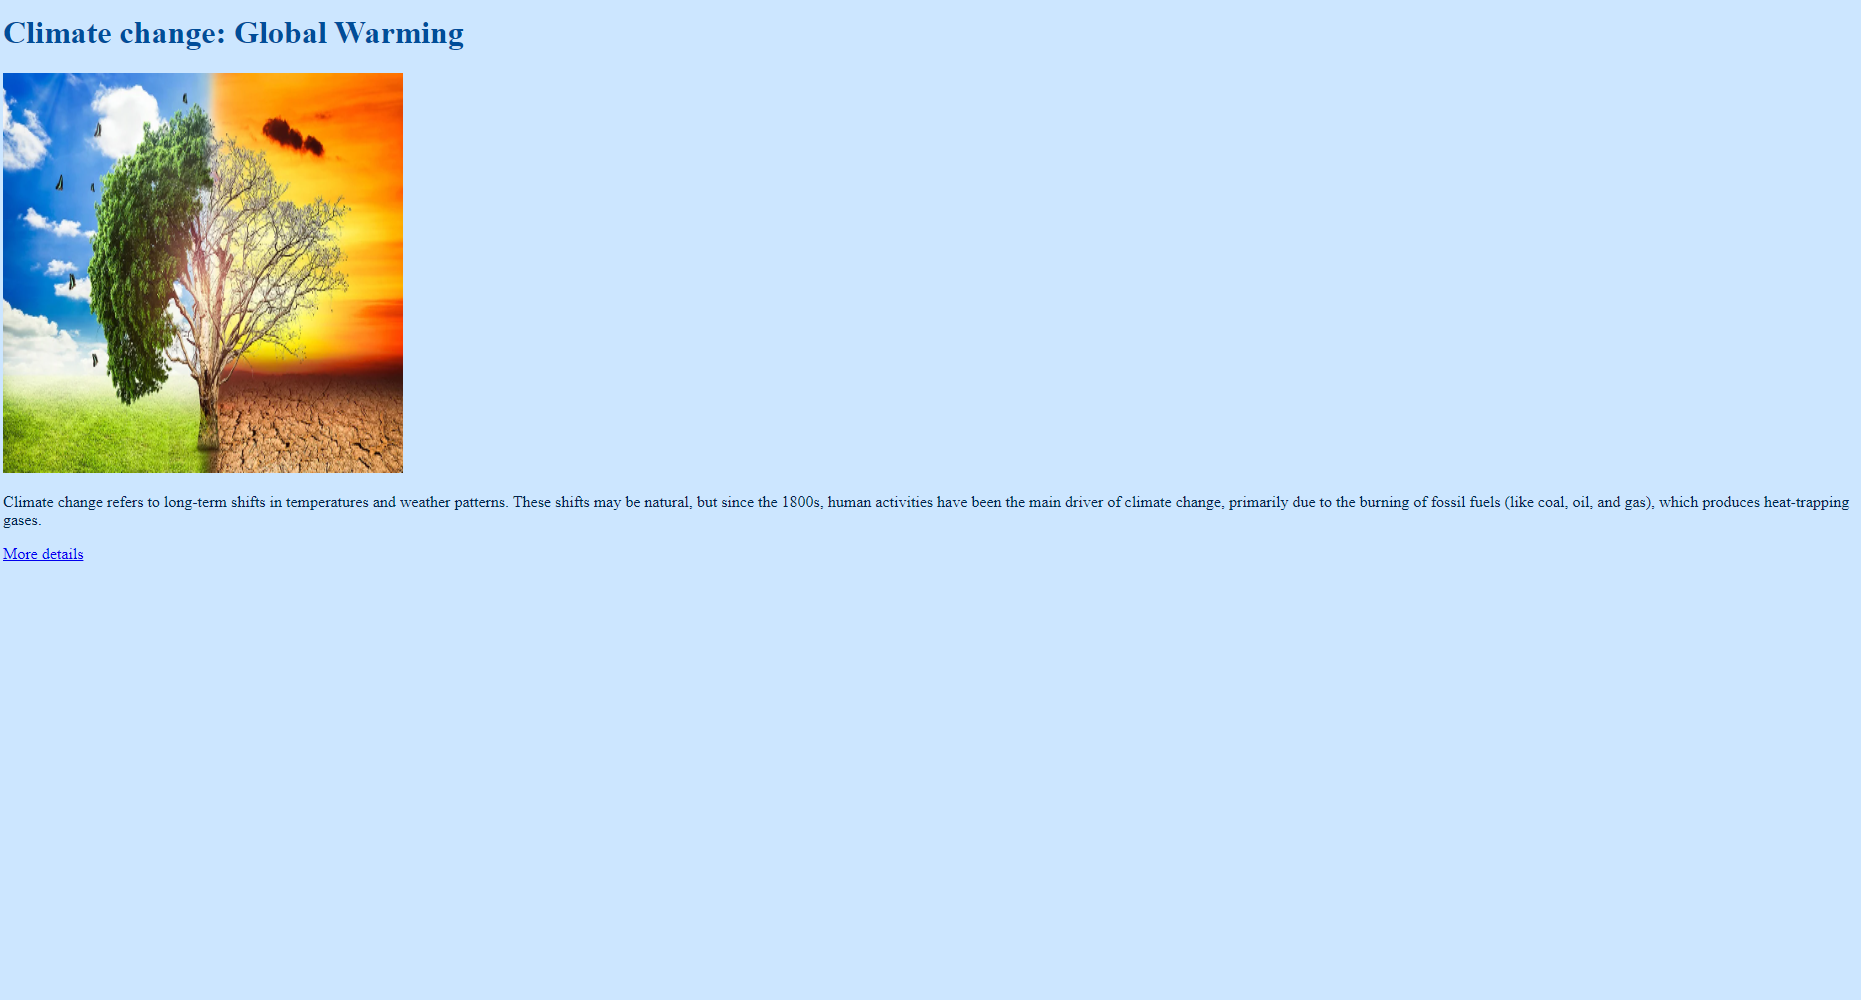 Climate change: Global Warming
Climate change refers to long-term shifts in temperatures and weather patterns. These shifts may be natural, but since the 1800s, human activities have been the main driver of climate change, primarily due to the burning of fossil fuels (like coal, oil, and gas), which produces heat-trapping
gases.
More details